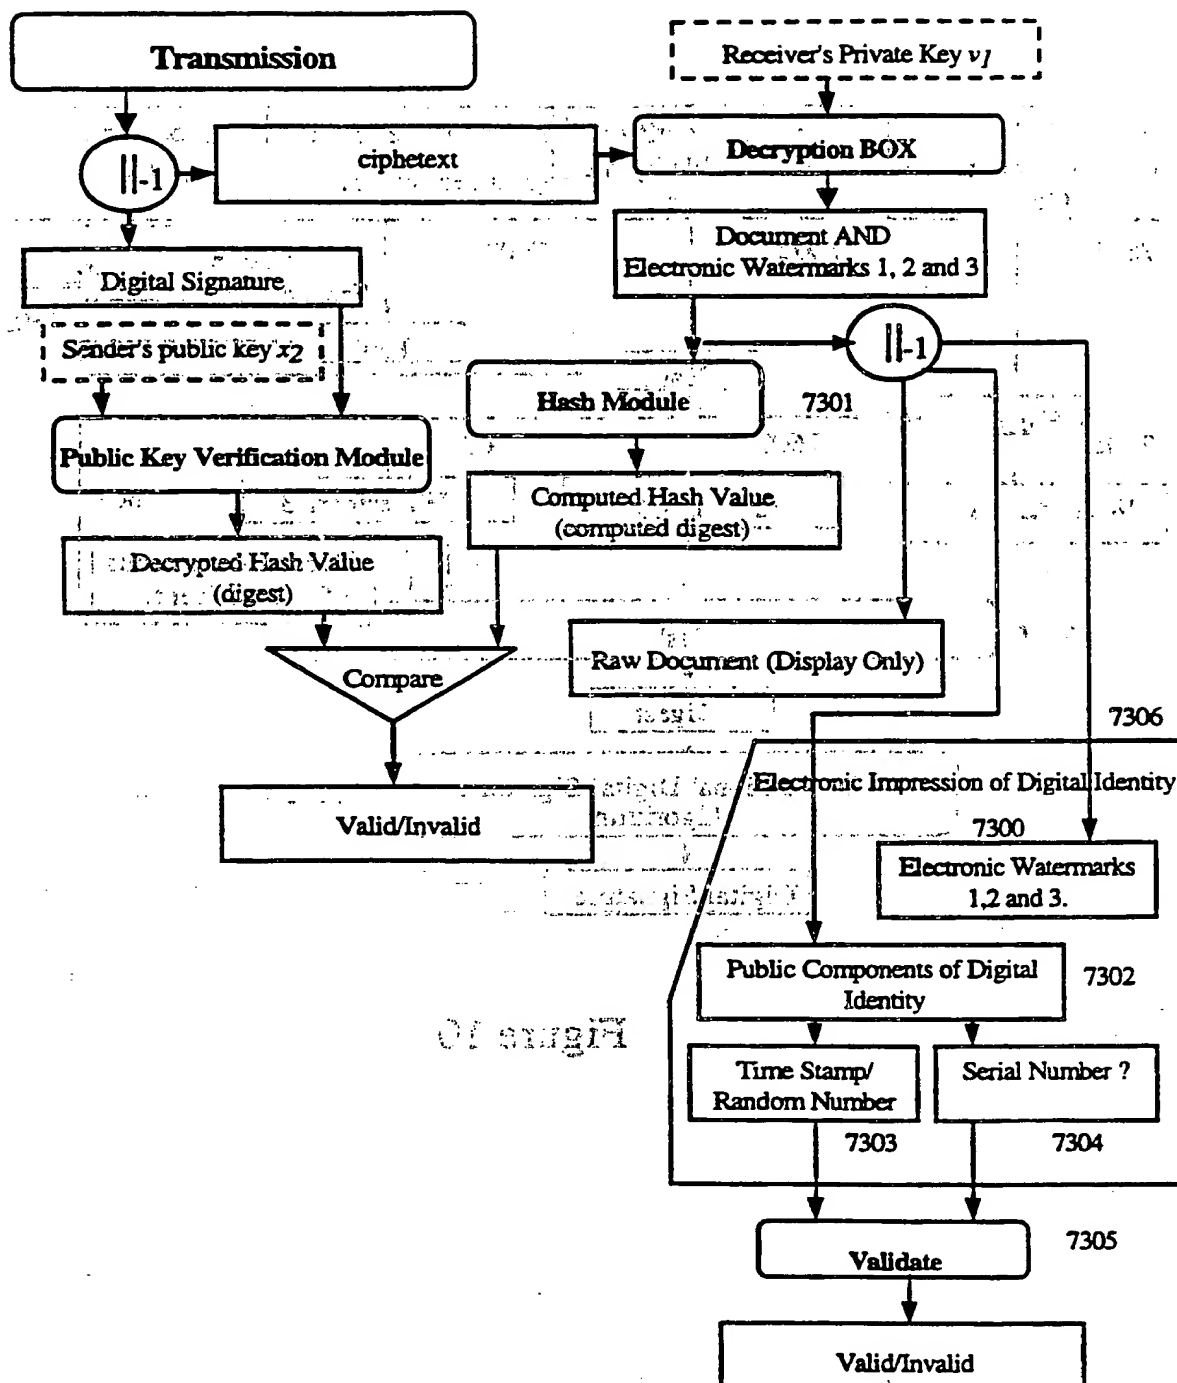 Transmission
Receiver's Private Key v1
||-1
ciphetext
Decryption BOX
Document AND
Electronic Watermarks 1, 2 and 3
Digital Signature
Sender's public key x2
||-1
Hash Module
7301
Public Key Verification Module
Computed Hash Value
(computed digest)
Decrypted Hash Value
(digest)
Compare
Raw Document (Display Only)
7306
Electronic Impression of Digital Identity
Valid/Invalid
7300
Electronic Watermarks
1,2 and 3.
Public Components of Digital
Identity
7302
Figure 10
Time Stamp/
Random Number
Serial Number ?
7303
7304
7305
Validate
Valid/Invalid